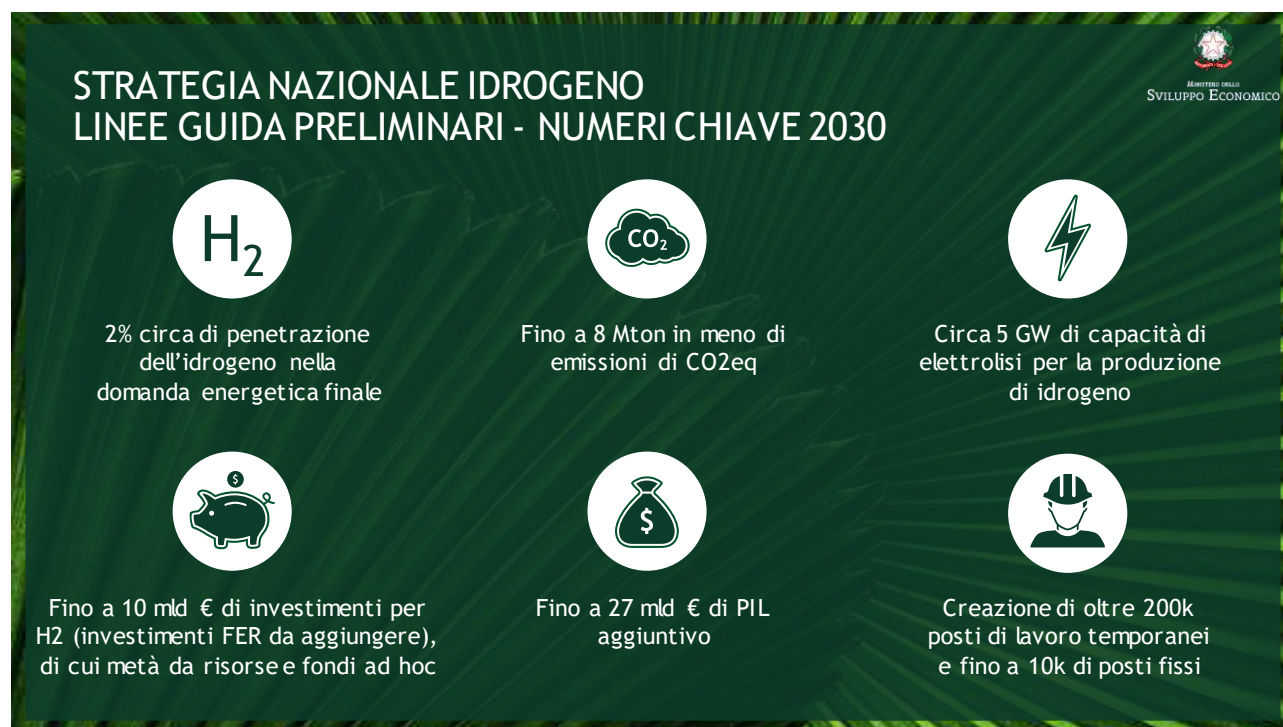 STRATEGIA NAZIONALE IDROGENO
LINEE GUIDA PRELIMINARI - NUMERI CHIAVE 2030
MINISTERO DELLO
SVILUPPO ECONOMICO
H₂
CO₂
2% circa di penetrazione
dell’idrogeno nella
domanda energetica finale
Fino a 8 Mton in meno di
emissioni di CO2eq
Circa 5 GW di capacità di
elettrolisi per la produzione
di idrogeno
$
$
Fino a 10 mld € di investimenti per
H2 (investimenti FER da aggiungere),
di cui metà da risorse e fondi ad hoc
Fino a 27 mld € di PIL
aggiuntivo
Creazione di oltre 200k
posti di lavoro temporanei
e fino a 10k di posti fissi